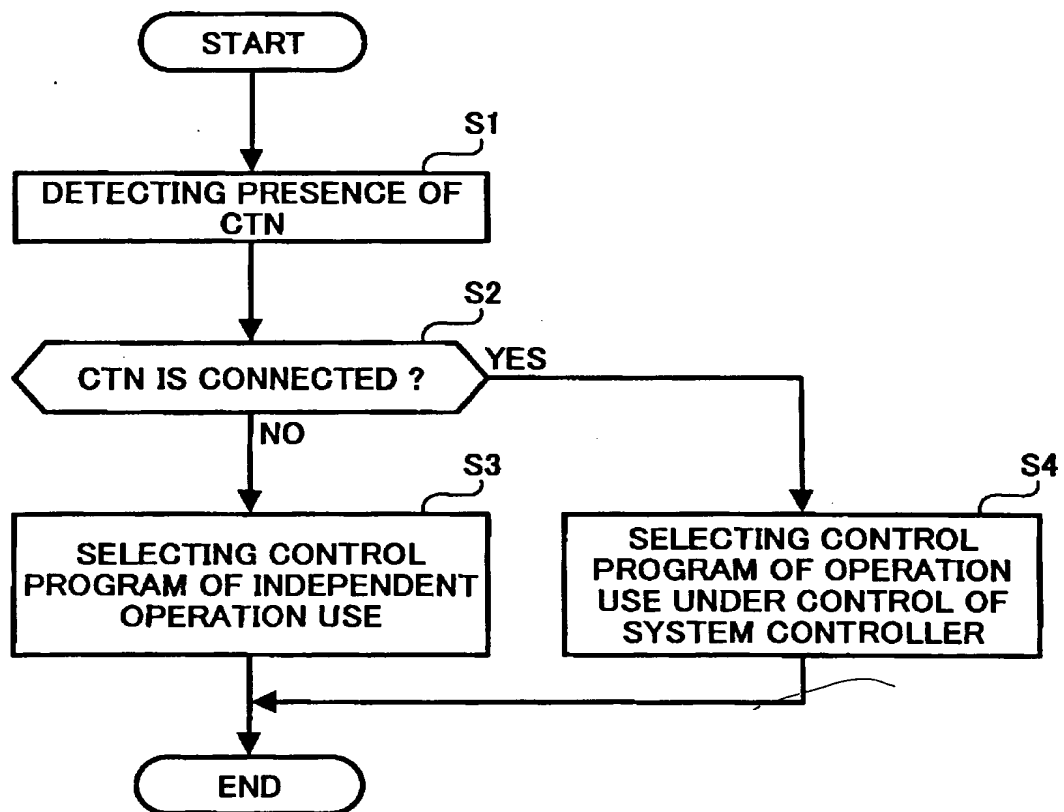 START
S1
DETECTING PRESENCE OF
CTN
S2
CTN IS CONNECTED ?
YES
NO
S3
SELECTING CONTROL
PROGRAM OF INDEPENDENT
OPERATION USE
S4
SELECTING CONTROL
PROGRAM OF OPERATION
USE UNDER CONTROL OF
SYSTEM CONTROLLER
END